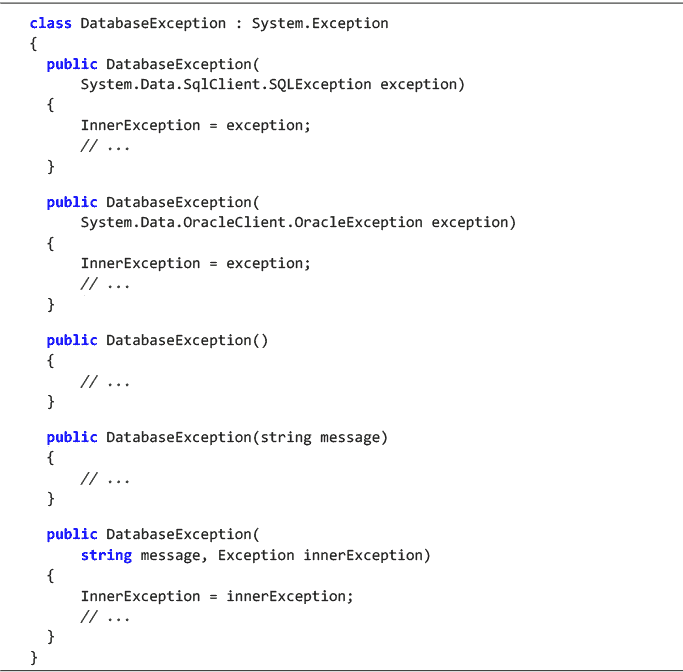 class DatabaseException : System.Exception
{
  public DatabaseException(
      System.Data.SqlClient.SQLException exception)
  {
      InnerException = exception;
      // ...
  }
  public DatabaseException(
      System.Data.OracleClient.OracleException exception)
  {
      InnerException = exception;
      // ...
  }
  public DatabaseException()
  {
      // ...
  }
  public DatabaseException(string message)
  {
      // ...
  }
  public DatabaseException(
      string message, Exception innerException)
  {
      InnerException = innerException;
      // ...
  }
}